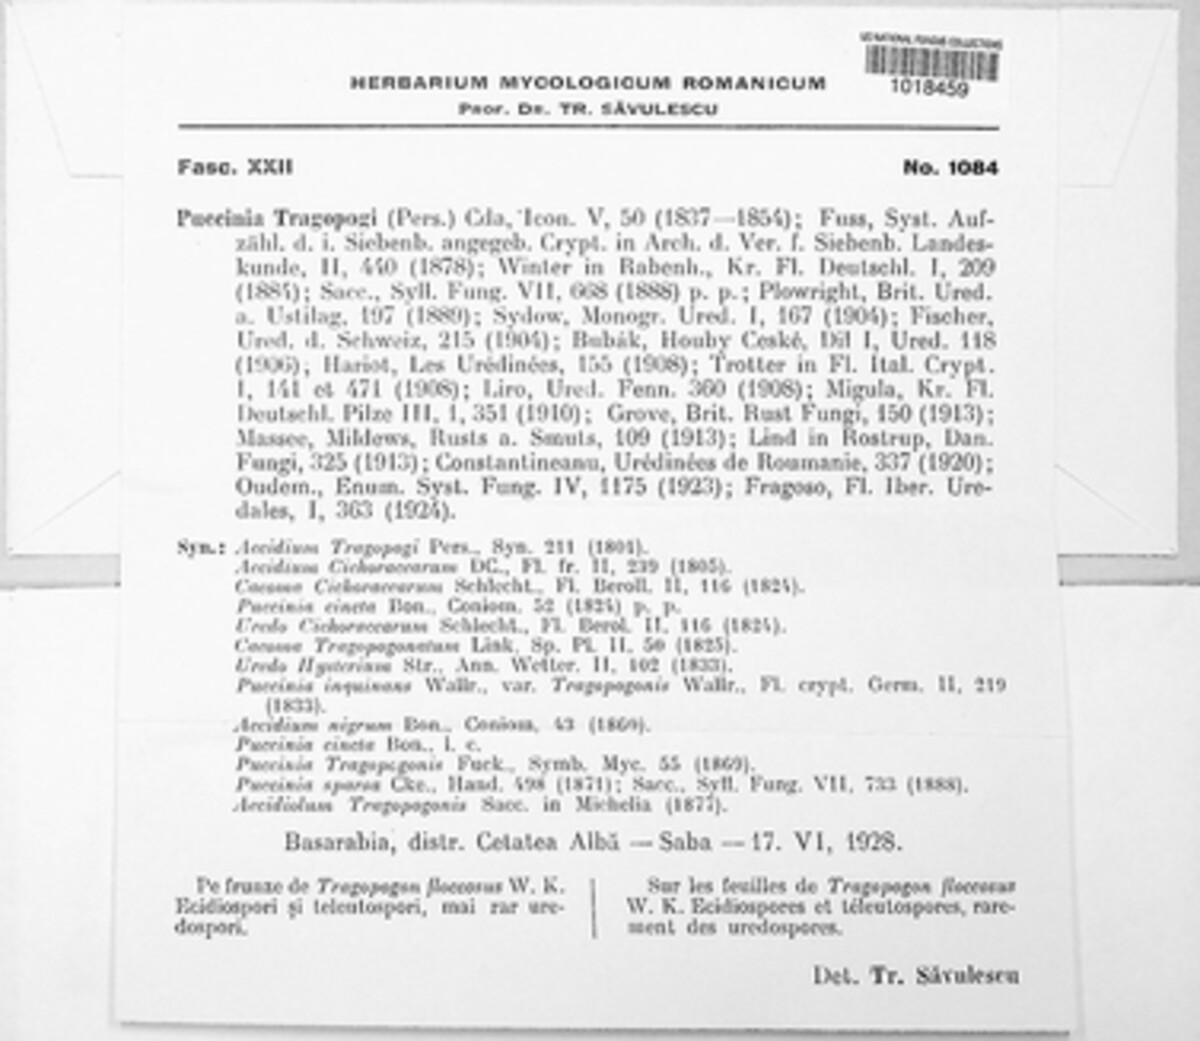 US NATIONAL FUNGUS COLLECTIONS
1018459
HERBARIUM MYCOLOGICUM ROMANICUM
Prof. Dr. TR. SĂVULESCU
Fasc. XXII
No. 1084
Puccinia Tragopogi (Pers.) Cda, Icon. V, 50 (1837—1854); Fuss, Syst. Auf-
zähl. d. i. Siebenb. angegeb. Crypt. in Arch. d. Ver. f. Siebenb. Landes-
kunde, II, 440 (1878); Winter in Rabenh., Kr. Fl. Deutschl. I, 209
(1884); Sacc., Syll. Fung. VII, 668 (1888) p. p.; Plowright, Brit. Ured.
a. Ustilag. 197 (1889); Sydow, Monogr. Ured. I, 167 (1904); Fischer,
Ured. d. Schweiz, 215 (1904); Bubák, Houby Ceské, Dil I, Ured. 118
(1906); Hariot, Les Urédinées, 155 (1908); Trotter in Fl. Ital. Crypt.
I, 141 et 471 (1908); Liro, Ured. Fenn. 360 (1908); Migula, Kr. Fl.
Deutschl. Pilze III, 1, 351 (1910); Grove, Brit. Rust Fungi, 150 (1913);
Massee, Mildews, Rusts a. Smuts, 109 (1913); Lind in Rostrup, Dan.
Fungi, 325 (1913); Constantineanu, Urédinées de Roumanie, 337 (1920);
Oudem., Enum. Syst. Fung. IV, 1175 (1923); Fragoso, Fl. Iber. Ure-
dales, I, 363 (1924).
Syn.: Aecidium Tragopogi Pers., Syn. 211 (1801).
Aecidium Cichoracearum DC., Fl. fr. II, 239 (1805).
Caeoma Cichoracearum Schlecht., Fl. Beroll. II, 116 (1824).
Puccinia cincta Bon., Coniom. 52 (1824) p. p.
Uredo Cichoracearum Schlecht., Fl. Berol. II, 116 (1824).
Caeoma Tragopogonatum Link, Sp. Pl. II, 50 (1825).
Uredo Hysterium Str., Ann. Wetter. II, 102 (1833).
Puccinia inquinans Wallr., var. Tragopogonis Wallr., Fl. crypt. Germ. II, 219
(1833).
Aecidium nigrum Bon., Coniom, 43 (1860).
Puccinia cincta Bon., l. c.
Puccinia Tragopogonis Fuck., Symb. Myc. 55 (1869).
Puccinia sparsa Cke., Hand. 498 (1871); Sacc., Syll. Fung. VII, 733 (1888).
Aecidiolum Tragopogonis Sacc. in Michelia (1877).
Basarabia, distr. Cetatea Albă — Saba — 17. VI, 1928.
Pe frunze de Tragopogon floccosus W. K.
Ecidiospori și teleutospori, mai rar ure-
dospori.
Sur les feuilles de Tragopogon floccosus
W. K. Ecidiospores et téleutospores, rare-
ment des uredospores.
Det. Tr. Săvulescu